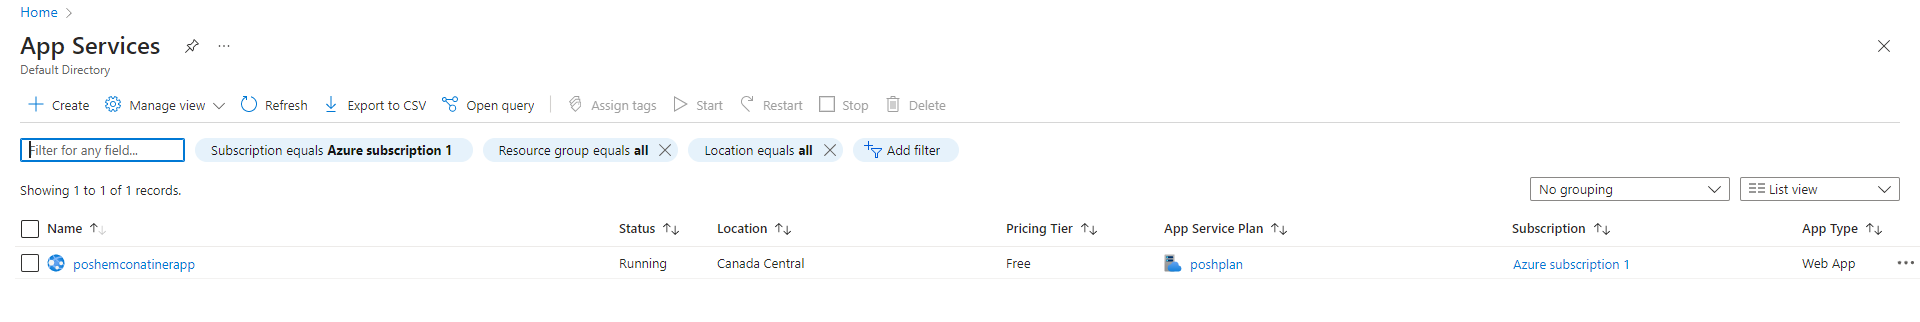 Home
App Services
Default Directory
Create Manage view Refresh Export to CSV Open query Assign tags Start Restart Stop Delete
Filter for any field... Subscription equals Azure subscription 1 Resource group equals all Location equals all Add filter
Showing 1 to 1 of 1 records. No grouping List view
Name Status Location Pricing Tier App Service Plan Subscription App Type
poshemconatinerapp Running Canada Central Free poshplan Azure subscription 1 Web App